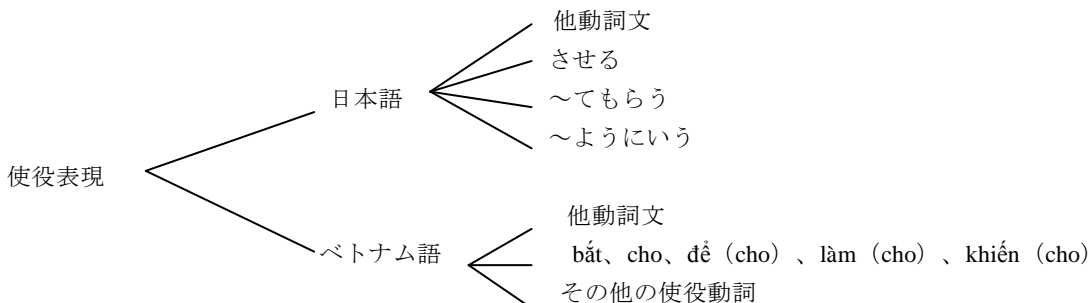 他動詞文
させる
日本語
～てもらう
～ようにいう
使役表現
他動詞文
ベトナム語
bắt、cho、để（cho）、làm（cho）、khiến（cho）
その他の使役動詞